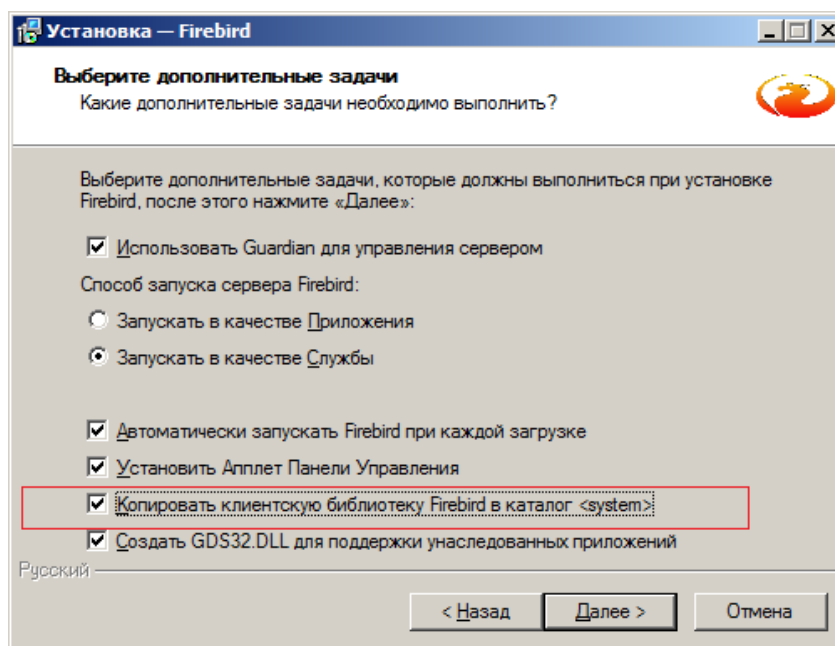 Установка — Firebird
Выберите дополнительные задачи
Какие дополнительные задачи необходимо выполнить?
Выберите дополнительные задачи, которые должны выполниться при установке
Firebird, после этого нажмите «Далее»:
Использовать Guardian для управления сервером
Способ запуска сервера Firebird:
Запускать в качестве Приложения
Запускать в качестве Службы
Автоматически запускать Firebird при каждой загрузке
Установить Апплет Панели Управления
Копировать клиентскую библиотеку Firebird в каталог <system>
Создать GDS32.DLL для поддержки унаследованных приложений
Русский
< Назад Далее > Отмена